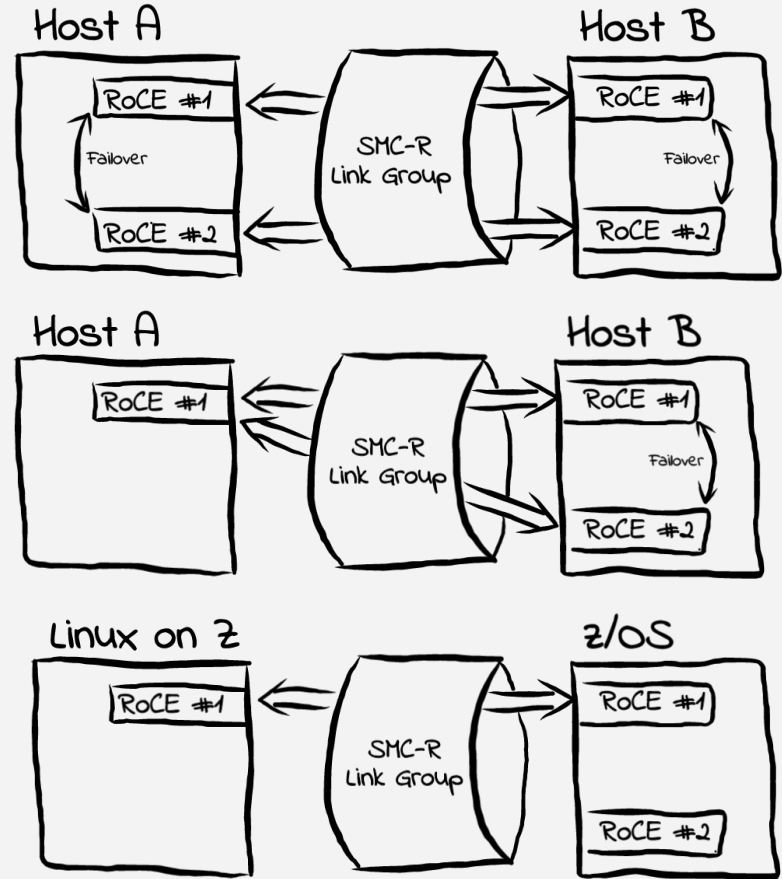 Host A
Host B
RoCE #1
RoCE #1
Failover
SMC-R
Link Group
Failover
RoCE #2
RoCE #2
Host A
Host B
RoCE #1
RoCE #1
SMC-R
Link Group
Failover
RoCE #2
Linux on Z
z/OS
RoCE #1
RoCE #1
SMC-R
Link Group
RoCE #2